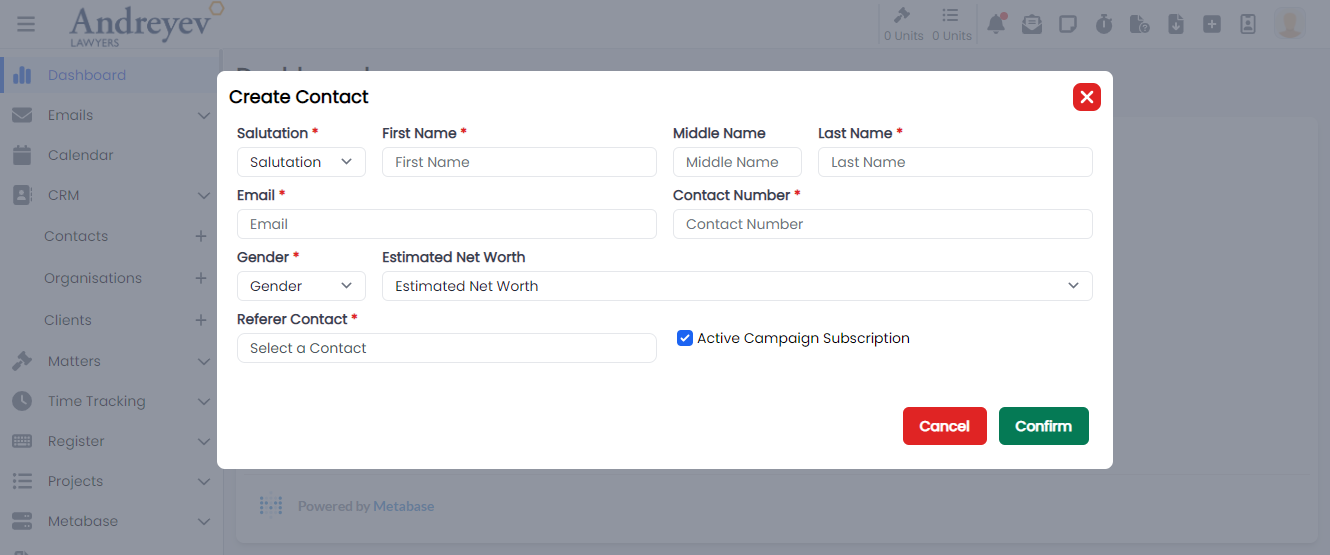 Andreyev
LAWYERS
0 Units 0 Units
Dashboard
Emails
Calendar
CRM
Contacts
Organisations
Clients
Matters
Time Tracking
Register
Projects
Metabase
Create Contact
Salutation * First Name * Middle Name Last Name *
Salutation First Name Middle Name Last Name
Email * Contact Number *
Email Contact Number
Gender * Estimated Net Worth
Gender Estimated Net Worth
Referer Contact *
Select a Contact Active Campaign Subscription
Cancel Confirm
Powered by Metabase